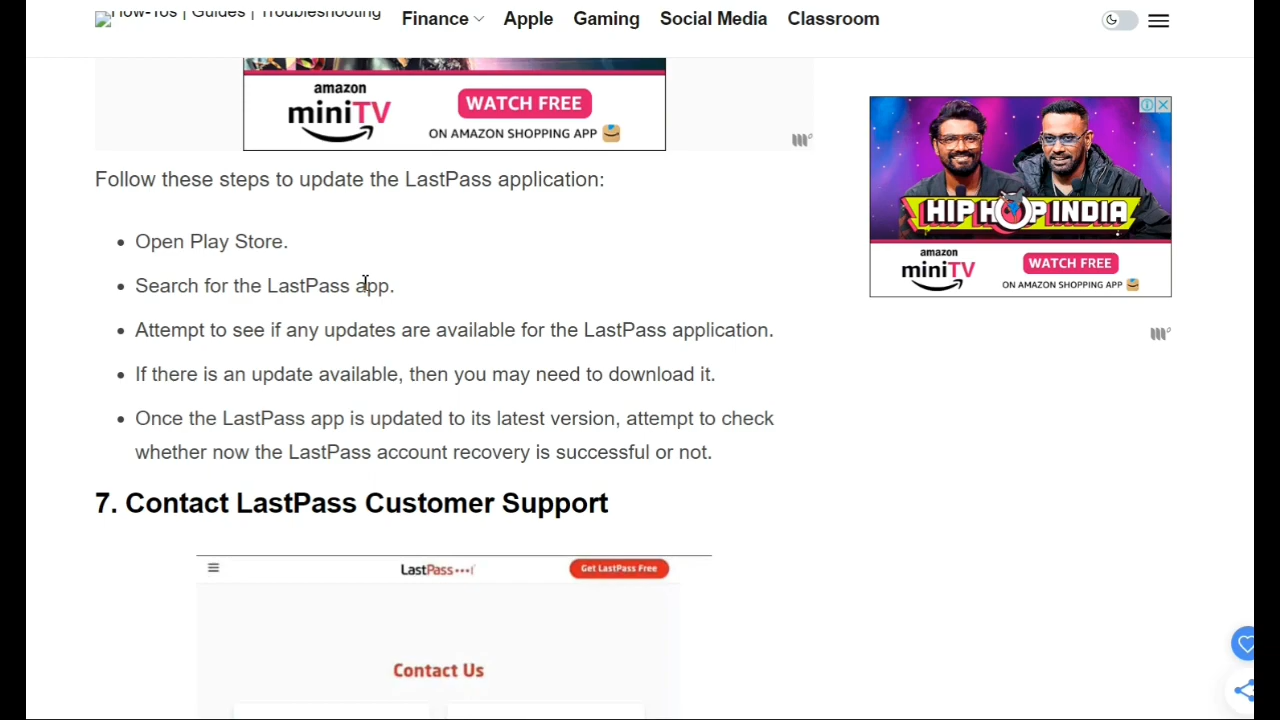 How-Tos | Guides | Troubleshooting
Finance
Apple
Gaming
Social Media
Classroom
amazon
miniTV
WATCH FREE
ON AMAZON SHOPPING APP
HIP HOP INDIA
amazon
miniTV
WATCH FREE
ON AMAZON SHOPPING APP
Follow these steps to update the LastPass application:
Open Play Store.
Search for the LastPass app.
Attempt to see if any updates are available for the LastPass application.
If there is an update available, then you may need to download it.
Once the LastPass app is updated to its latest version, attempt to check
whether now the LastPass account recovery is successful or not.
7. Contact LastPass Customer Support
LastPass
Get LastPass Free
Contact Us